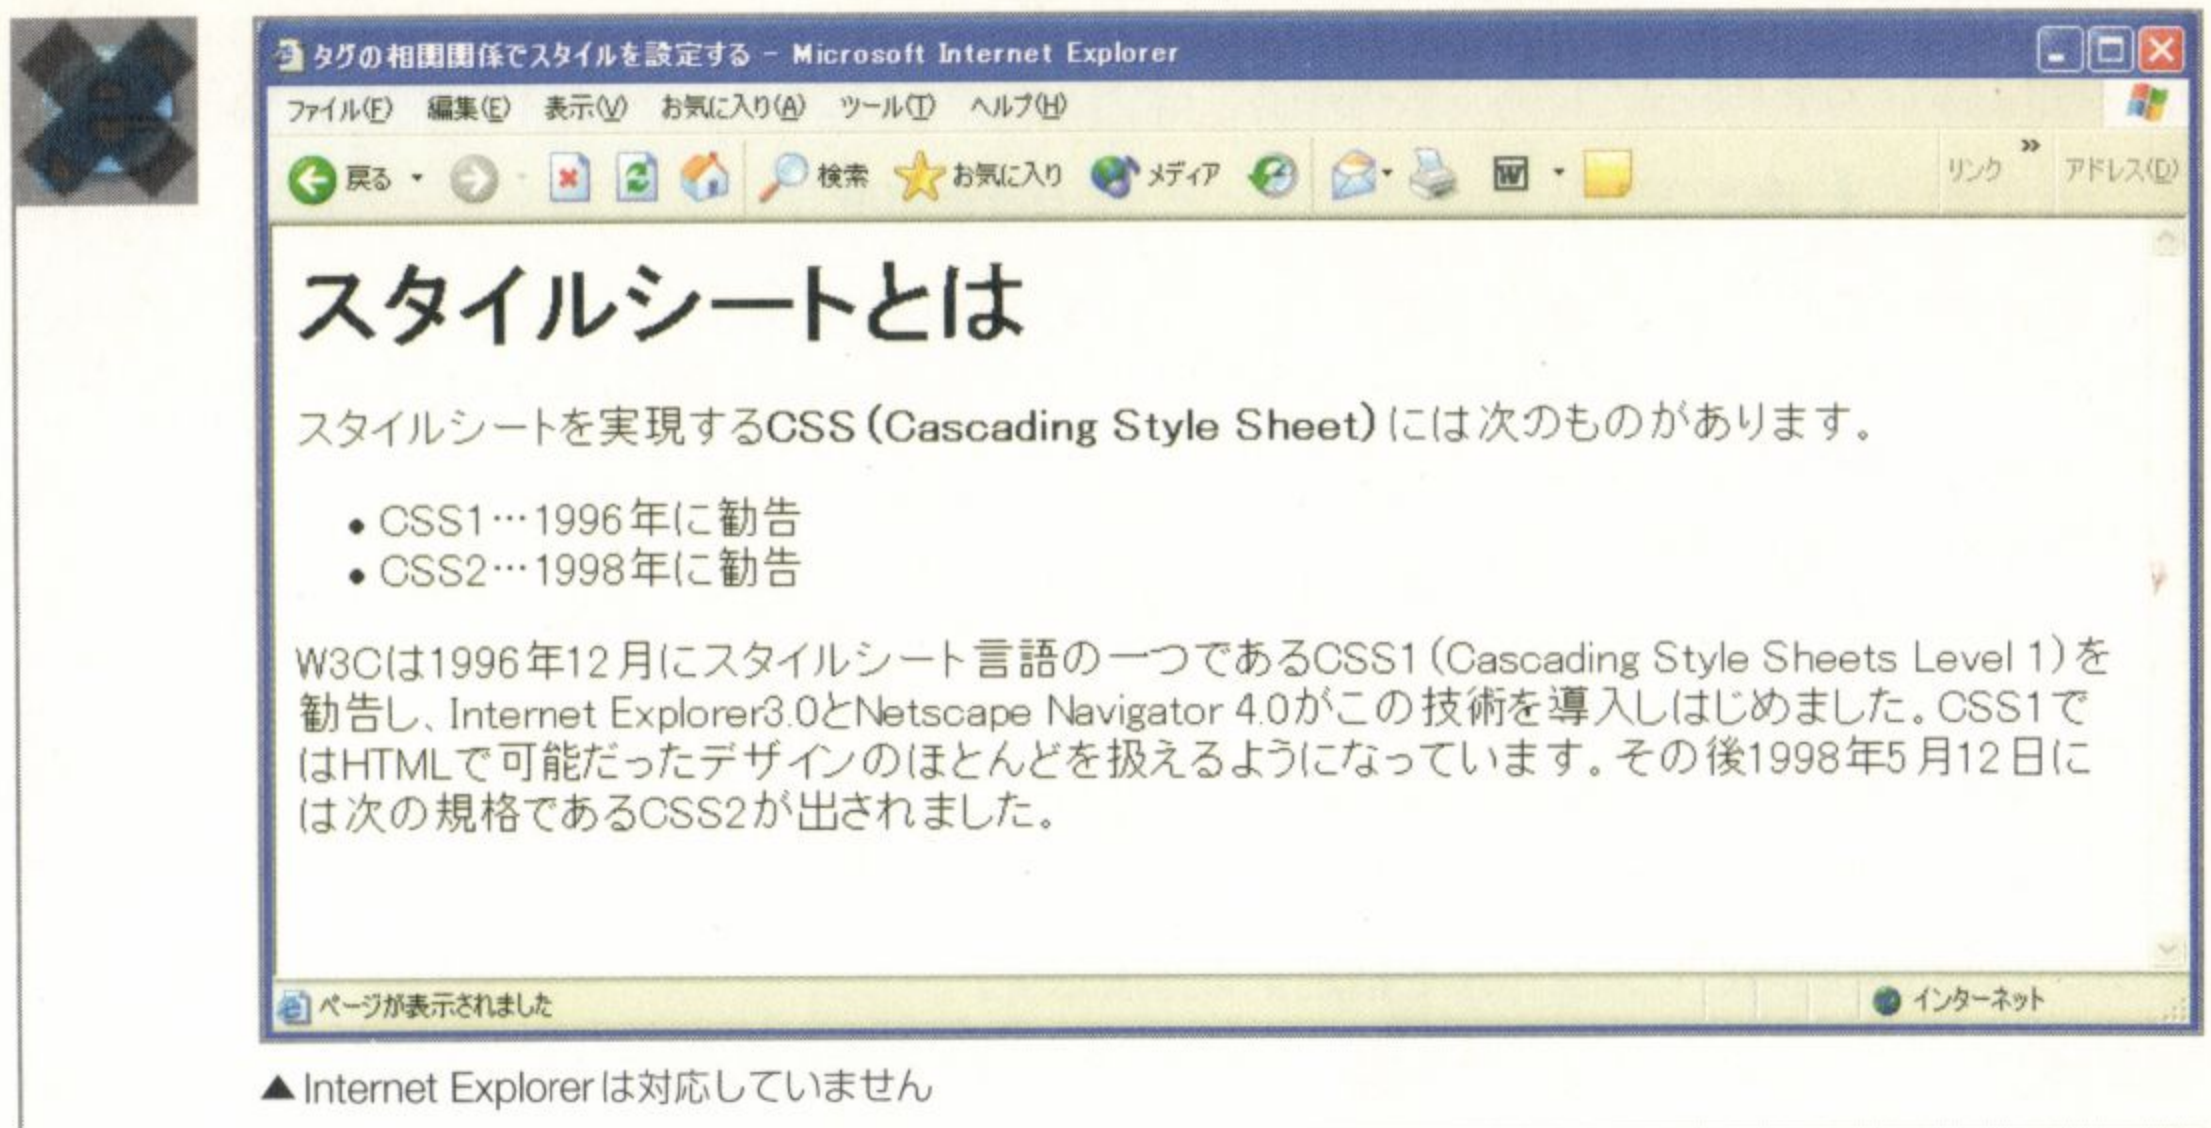 タグの相関関係でスタイルを設定する - Microsoft Internet Explorer
ファイル(F) 編集(E) 表示(V) お気に入り(A) ツール(T) ヘルプ(H)
戻る 検索 お気に入り メディア リンク » アドレス(D)
スタイルシートとは
スタイルシートを実現するCSS(Cascading Style Sheet)には次のものがあります。
• CSS1…1996年に勧告
• CSS2…1998年に勧告
W3Cは1996年12月にスタイルシート言語の一つであるCSS1(Cascading Style Sheets Level 1)を
勧告し、Internet Explorer3.0とNetscape Navigator 4.0がこの技術を導入しはじめました。CSS1で
はHTMLで可能だったデザインのほとんどを扱えるようになっています。その後1998年5月12日に
は次の規格であるCSS2が出されました。
ページが表示されました インターネット
▲Internet Explorerは対応していません